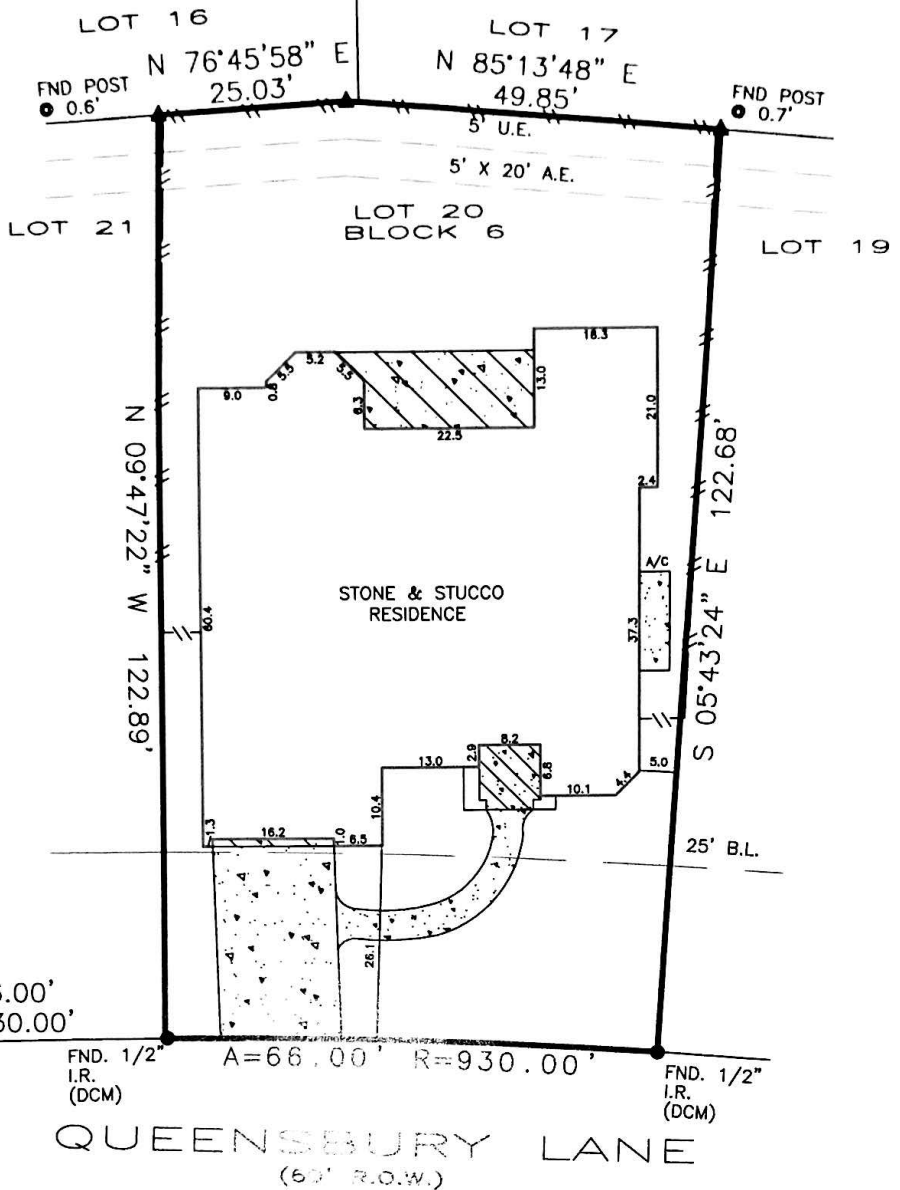 LOT 16
LOT 17
N 76°45'58" E
25.03'
N 85°13'48" E
49.85'
FND POST
0.6'
FND POST
0.7'
5' U.E.
5' X 20' A.E.
LOT 20
BLOCK 6
LOT 21
LOT 19
18.3
5.2
5.5
5.5
0.8
9.0
6.3
13.0
22.5
21.0
2.4
N 09°47'22" W 122.89'
S 05°43'24" E 122.68'
A/C
STONE & STUCCO
RESIDENCE
60.4
37.3
8.2
2.9
6.8
13.0
5.0
4.4
10.1
10.4
1.3
16.2
1.0
6.5
25' B.L.
26.1
.00'
30.00'
A=66.00' R=930.00'
FND. 1/2"
I.R.
(DCM)
FND. 1/2"
I.R.
(DCM)
QUEENSBURY LANE
(60' R.O.W.)